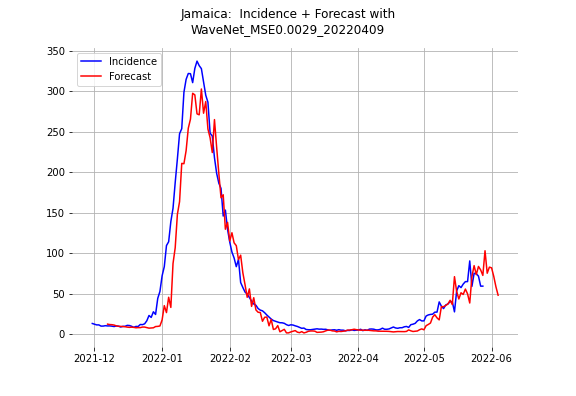 Jamaica:  Incidence + Forecast with
WaveNet_MSE0.0029_20220409
Incidence
Forecast
350
300
250
200
150
100
50
0
2021-12 2022-01 2022-02 2022-03 2022-04 2022-05 2022-06